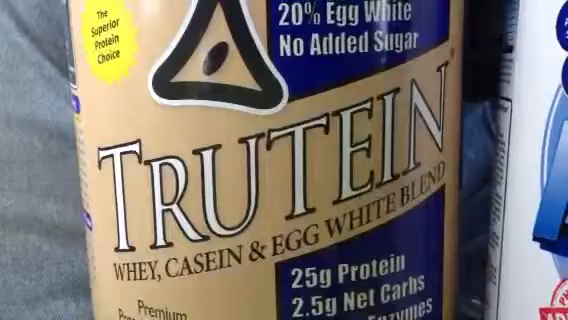 The
Superior
Protein
Choice
20% Egg White
No Added Sugar
TRUTEIN
WHEY, CASEIN & EGG WHITE BLEND
25g Protein
2.5g Net Carbs
Enzymes
Premium